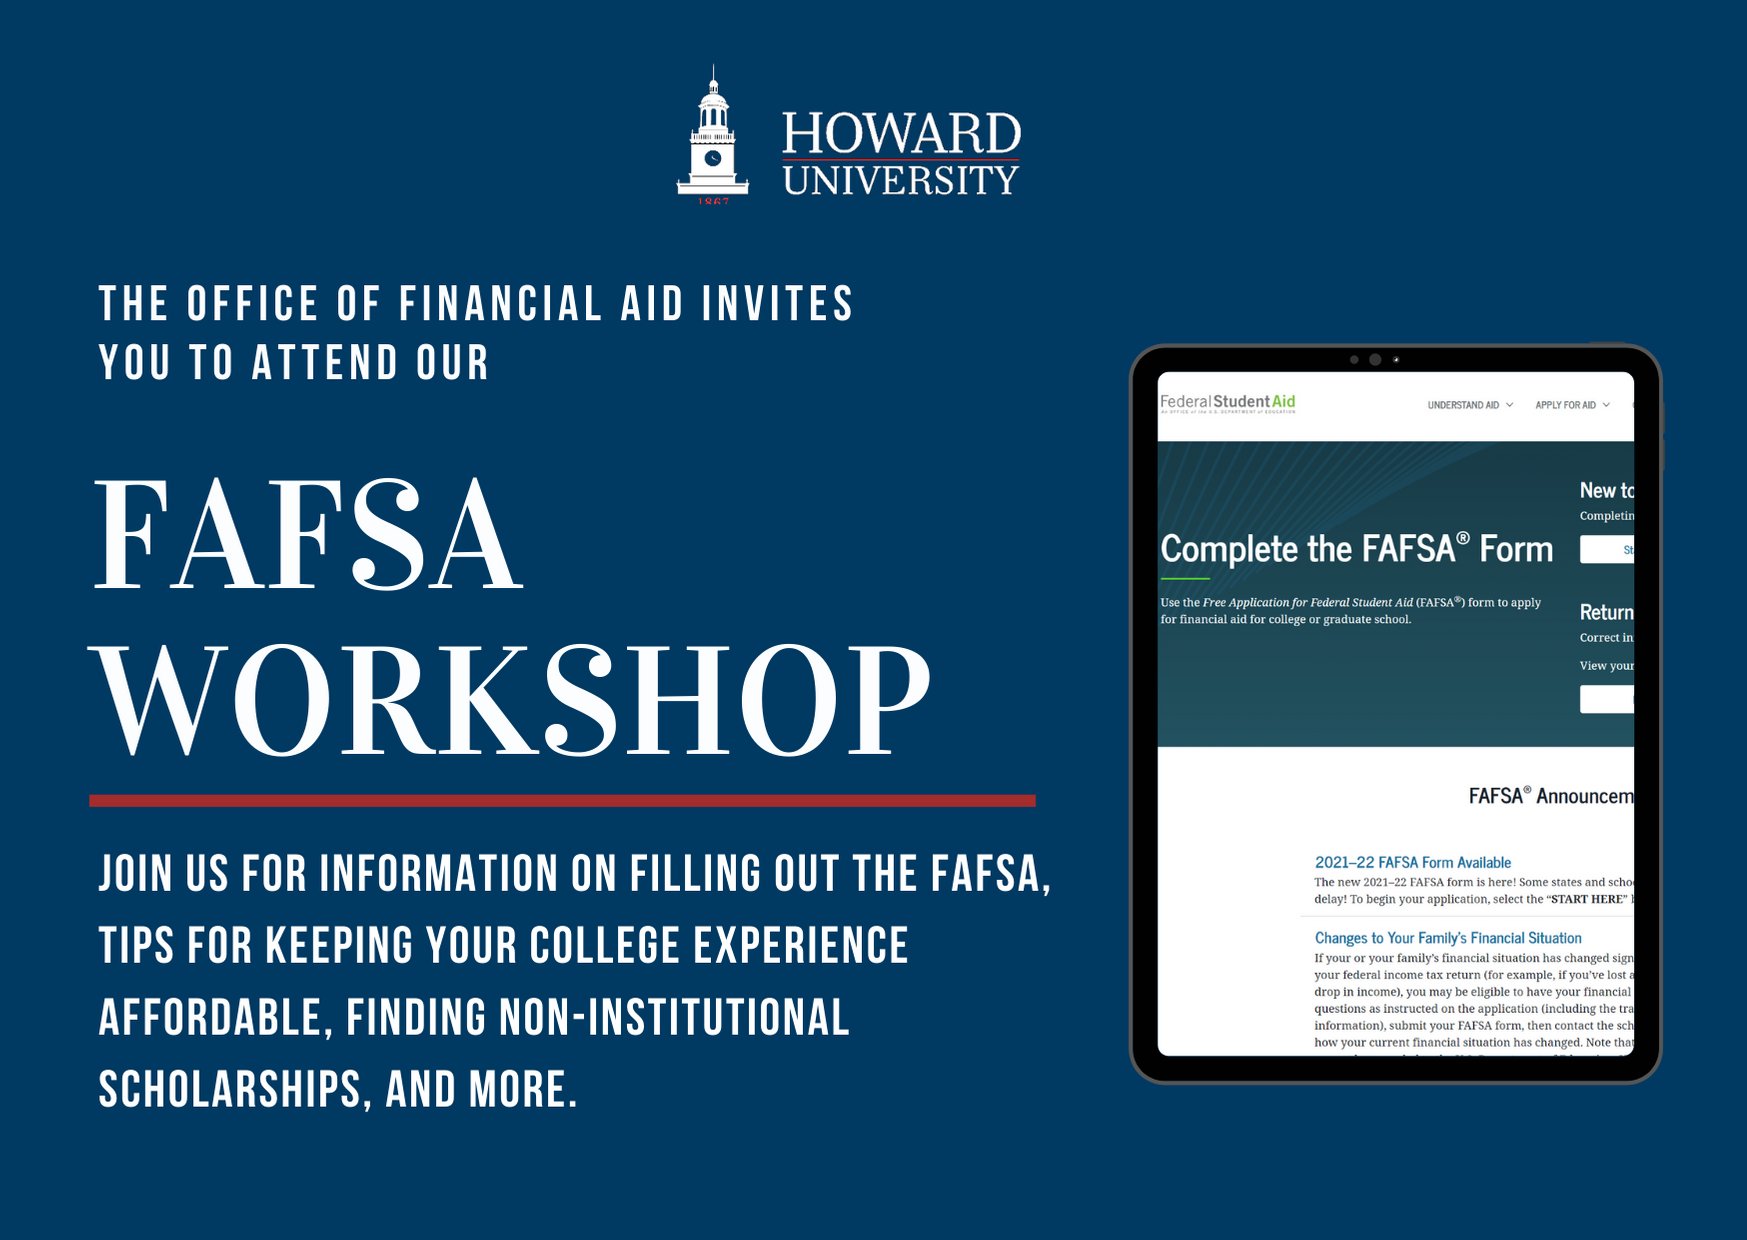 HOWARD
UNIVERSITY
1867
THE OFFICE OF FINANCIAL AID INVITES
YOU TO ATTEND OUR
FAFSA
WORKSHOP
JOIN US FOR INFORMATION ON FILLING OUT THE FAFSA,
TIPS FOR KEEPING YOUR COLLEGE EXPERIENCE
AFFORDABLE, FINDING NON-INSTITUTIONAL
SCHOLARSHIPS, AND MORE.
Federal Student Aid
An OFFICE of the U.S. DEPARTMENT of EDUCATION
UNDERSTAND AID
APPLY FOR AID
Complete the FAFSA® Form
Use the Free Application for Federal Student Aid (FAFSA®) form to apply
for financial aid for college or graduate school.
New to
Completin
St
Return
Correct in
View your
FAFSA® Announcem
2021–22 FAFSA Form Available
The new 2021–22 FAFSA form is here! Some states and schoo
delay! To begin your application, select the “START HERE”
Changes to Your Family’s Financial Situation
If your or your family’s financial situation has changed sign
your federal income tax return (for example, if you’ve lost a
drop in income), you may be eligible to have your financial
questions as instructed on the application (including the tra
information), submit your FAFSA form, then contact the sch
how your current financial situation has changed. Note that